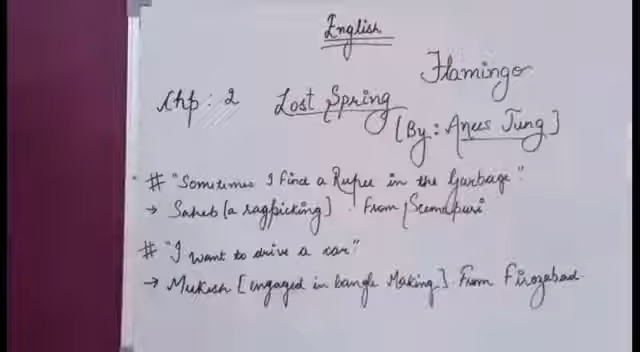 English
Flamingo
Chp: 2 Lost Spring
[By: Anees Jung]
# "Sometimes I find a Rupee in the Garbage"
→ Saheb [a ragpicking]. From Seemapuri
# "I want to drive a car"
→ Mukesh [engaged in bangle Making]. From Firozabad.